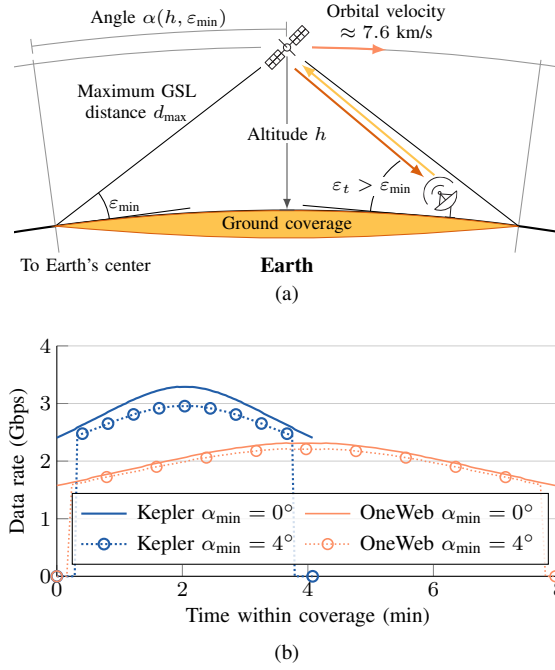 Angle α(h, εmin)
Orbital velocity
≈ 7.6 km/s
Maximum GSL
distance dmax
Altitude h
εmin
εt > εmin
Ground coverage
To Earth's center
Earth
(a)
4
3
2
1
0
Data rate (Gbps)
Kepler αmin = 0°
OneWeb αmin = 0°
Kepler αmin = 4°
OneWeb αmin = 4°
0
2
4
6
8
Time within coverage (min)
(b)